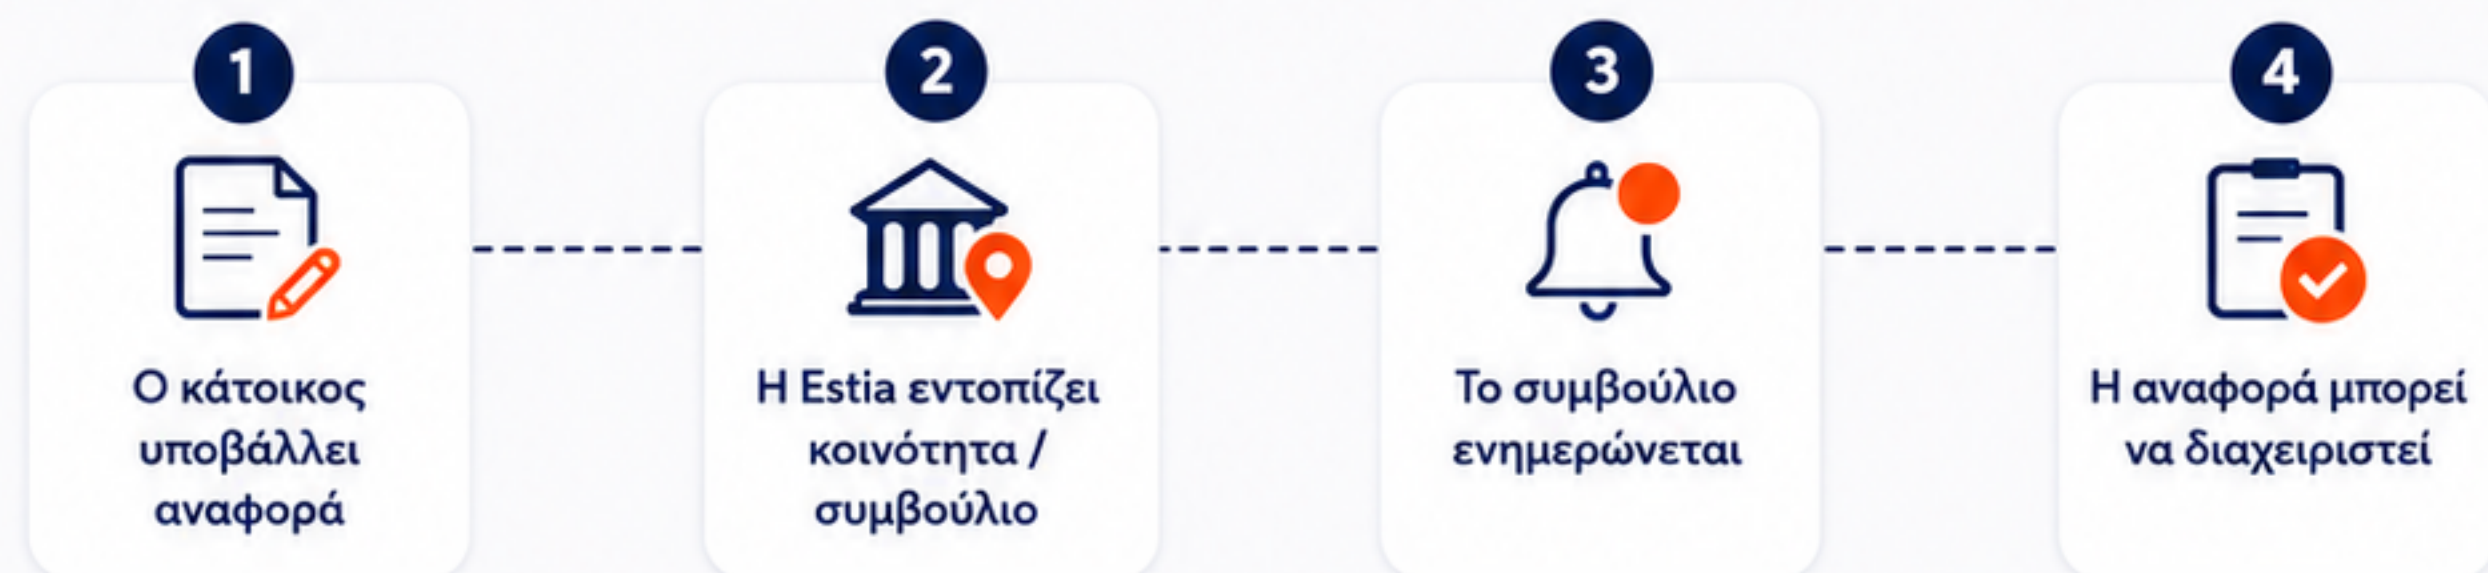 1
Ο κάτοικος
υποβάλλει
αναφορά
2
Η Estia εντοπίζει
κοινότητα /
συμβούλιο
3
Το συμβούλιο
ενημερώνεται
4
Η αναφορά μπορεί
να διαχειριστεί